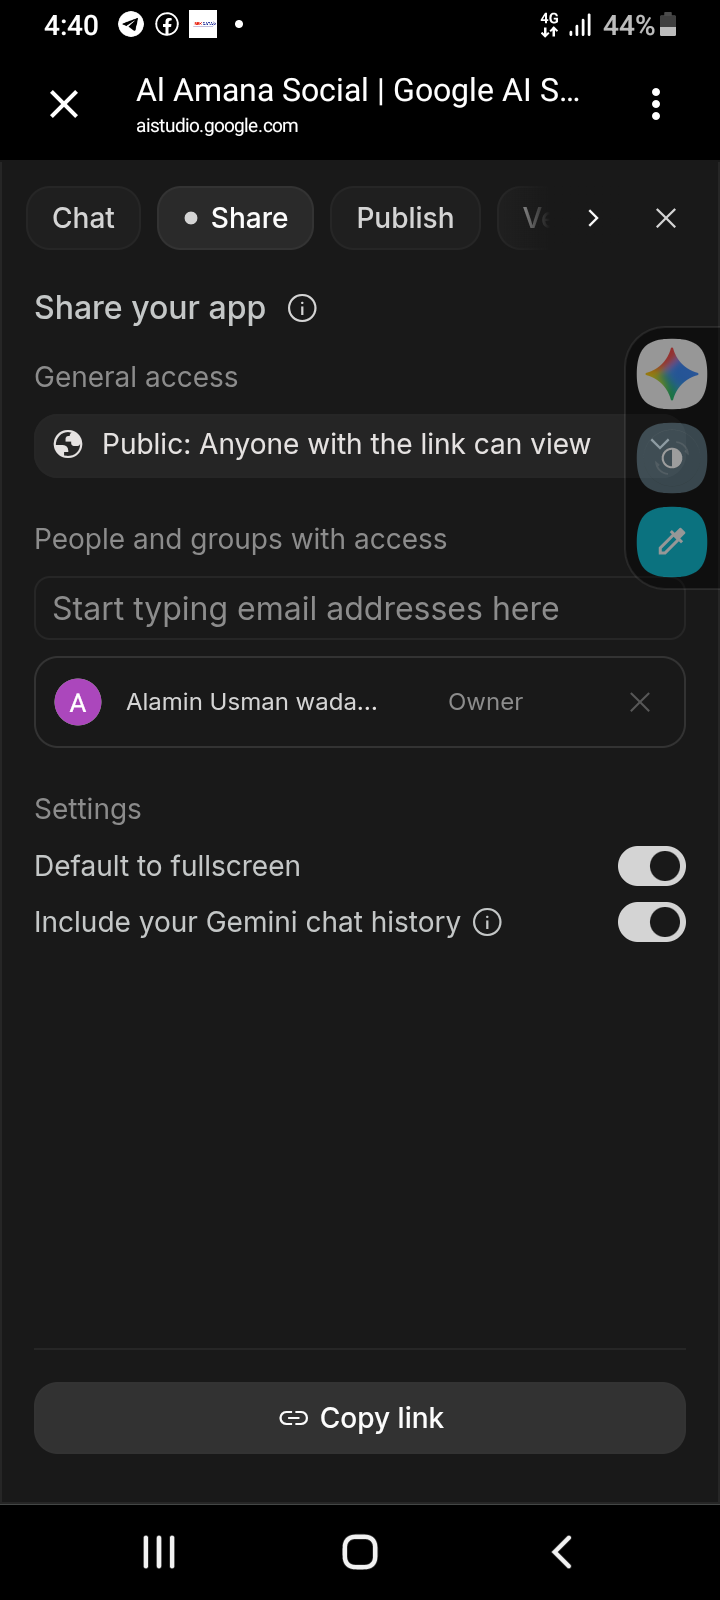 4:40
4G
44%
Al Amana Social | Google AI S...
aistudio.google.com
Chat
Share
Publish
Share your app
General access
Public: Anyone with the link can view
People and groups with access
Start typing email addresses here
A
Alamin Usman wada...
Owner
Settings
Default to fullscreen
Include your Gemini chat history
Copy link